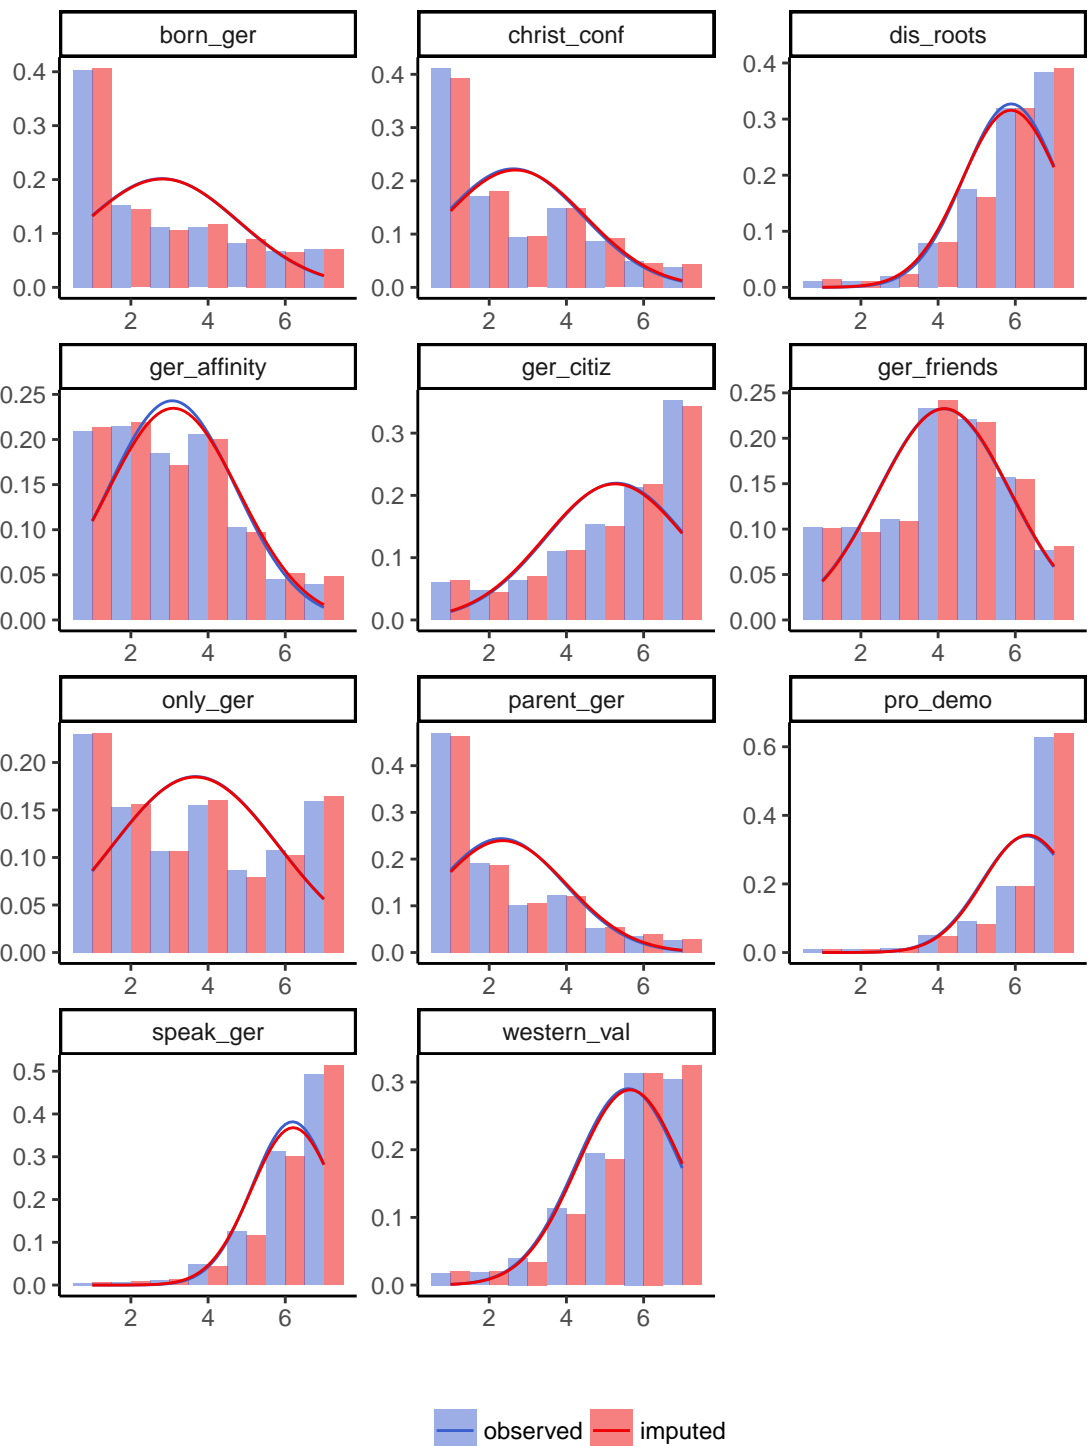 born_ger christ_conf dis_roots
0.4 0.3 0.2 0.1 0.0
0.4 0.3 0.2 0.1 0.0
0.4 0.3 0.2 0.1 0.0
2 4 6 2 4 6 2 4 6
ger_affinity ger_citiz ger_friends
0.25 0.20 0.15 0.10 0.05 0.00
0.3 0.2 0.1 0.0
0.25 0.20 0.15 0.10 0.05 0.00
2 4 6 2 4 6 2 4 6
only_ger parent_ger pro_demo
0.20 0.15 0.10 0.05 0.00
0.4 0.3 0.2 0.1 0.0
0.6 0.4 0.2 0.0
2 4 6 2 4 6 2 4 6
speak_ger western_val
0.5 0.4 0.3 0.2 0.1 0.0
0.3 0.2 0.1 0.0
2 4 6 2 4 6
observed imputed